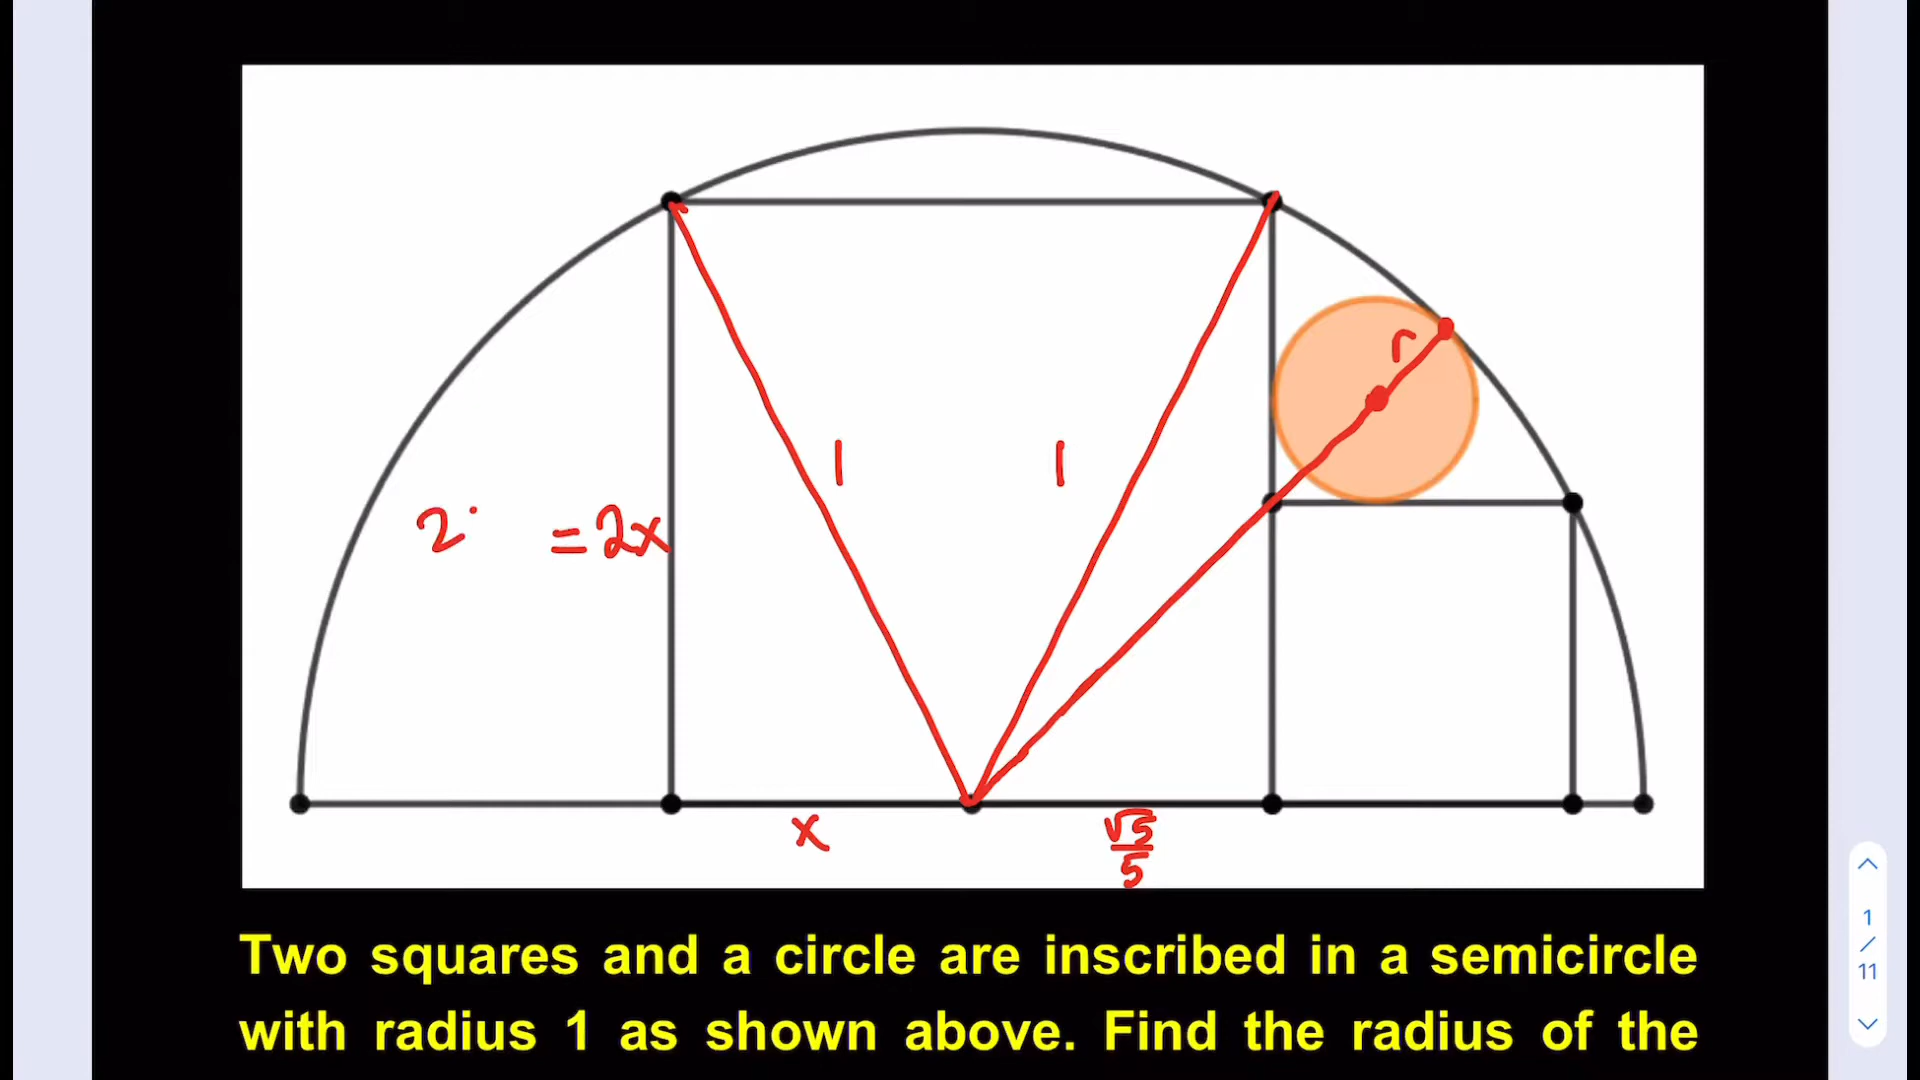 r
1 1
2 = 2x
x √5/5
Two squares and a circle are inscribed in a semicircle
with radius 1 as shown above. Find the radius of the
1
/
11